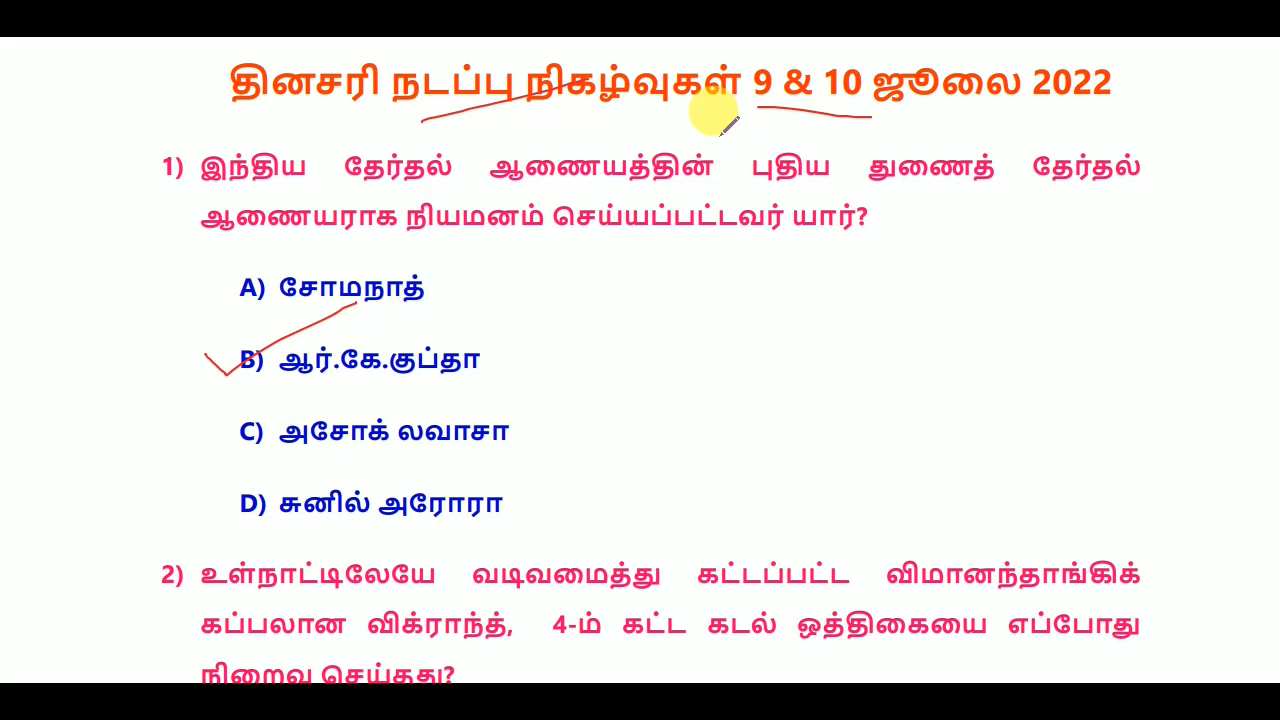 தினசரி நடப்பு நிகழ்வுகள் 9 & 10 ஜூலை 2022
1) இந்திய தேர்தல் ஆணையத்தின் புதிய துணைத் தேர்தல்
ஆணையராக நியமனம் செய்யப்பட்டவர் யார்?
A) சோமநாத்
B) ஆர்.கே.குப்தா
C) அசோக் லவாசா
D) சுனில் அரோரா
2) உள்நாட்டிலேயே வடிவமைத்து கட்டப்பட்ட விமானந்தாங்கிக்
கப்பலான விக்ராந்த், 4-ம் கட்ட கடல் ஒத்திகையை எப்போது
நிறைவு செய்தது?